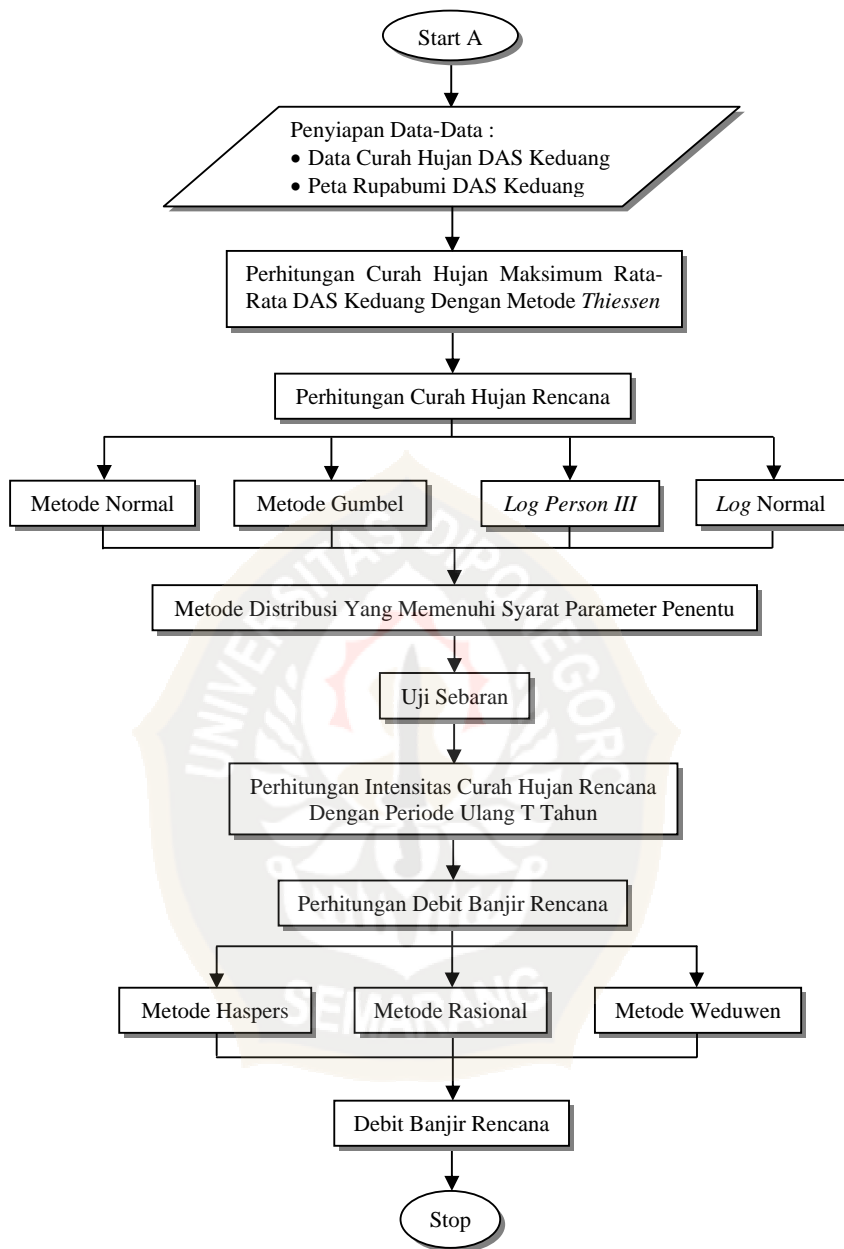 Start A
Penyiapan Data-Data :
• Data Curah Hujan DAS Keduang
• Peta Rupabumi DAS Keduang
Perhitungan Curah Hujan Maksimum Rata-
Rata DAS Keduang Dengan Metode Thiessen
Perhitungan Curah Hujan Rencana
Metode Normal
Metode Gumbel
Log Person III
Log Normal
Metode Distribusi Yang Memenuhi Syarat Parameter Penentu
Uji Sebaran
Perhitungan Intensitas Curah Hujan Rencana
Dengan Periode Ulang T Tahun
Perhitungan Debit Banjir Rencana
Metode Haspers
Metode Rasional
Metode Weduwen
Debit Banjir Rencana
Stop
UNIVERSITAS DIPONEGORO
SEMARANG